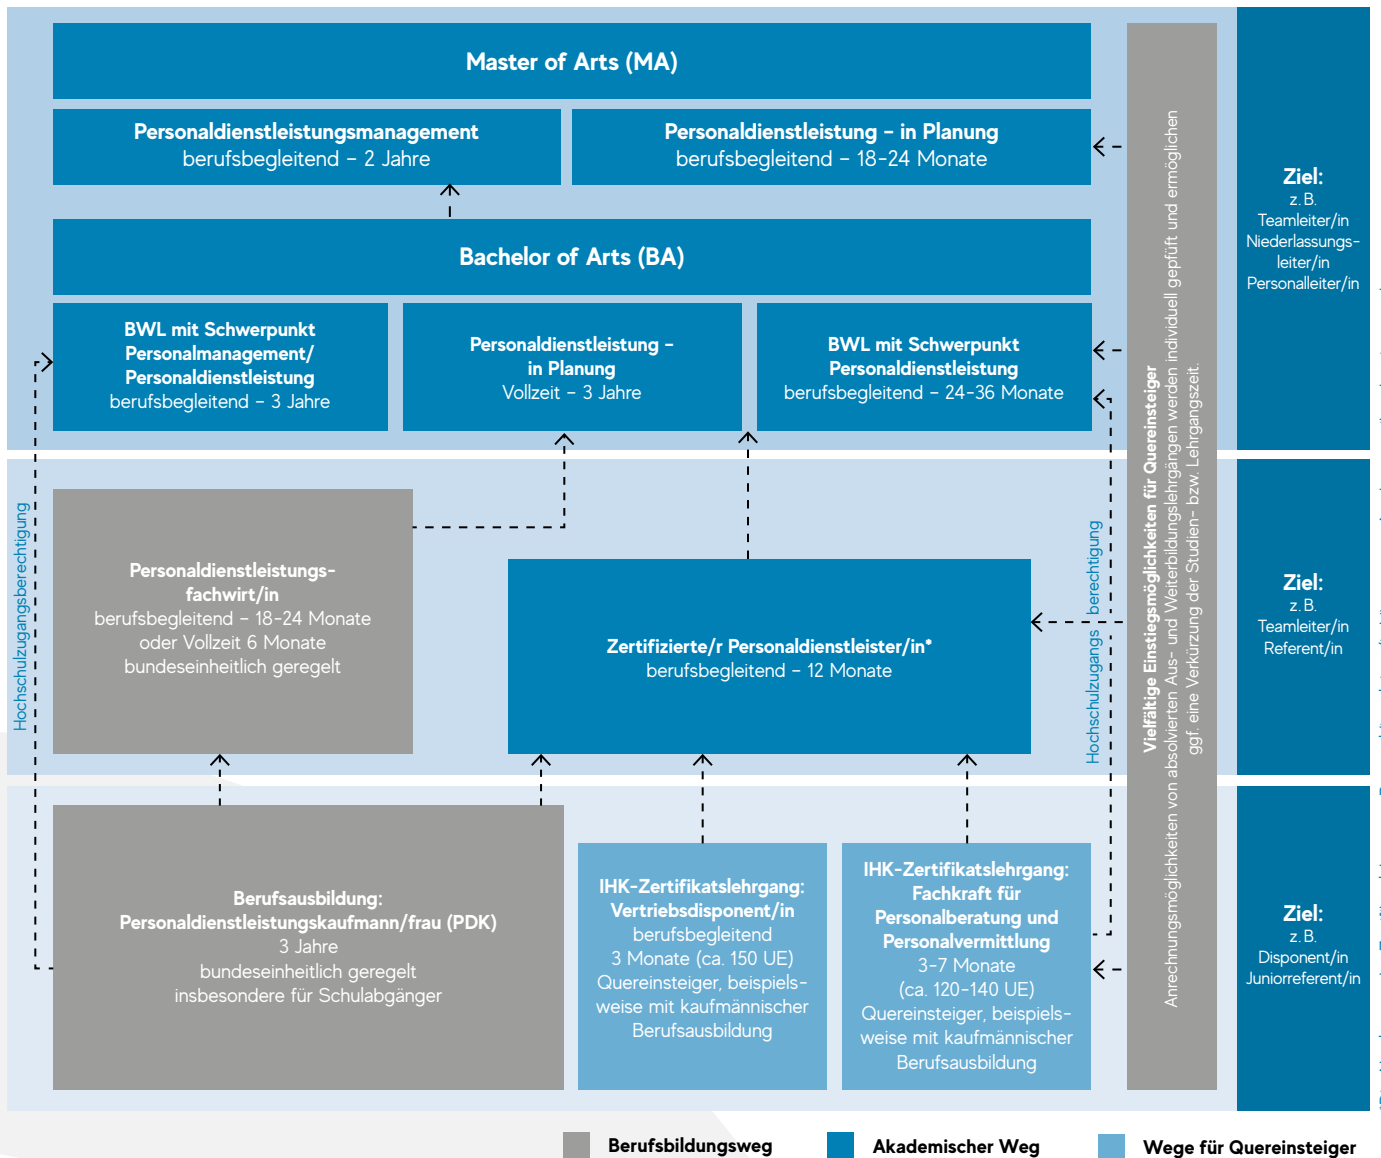 Master of Arts (MA)
Personaldienstleistungsmanagement
berufsbegleitend – 2 Jahre
Personaldienstleistung – in Planung
berufsbegleitend – 18-24 Monate
Bachelor of Arts (BA)
BWL mit Schwerpunkt
Personalmanagement/
Personaldienstleistung
berufsbegleitend – 3 Jahre
Personaldienstleistung –
in Planung
Vollzeit – 3 Jahre
BWL mit Schwerpunkt
Personaldienstleistung
berufsbegleitend – 24-36 Monate
Ziel:
z. B.
Teamleiter/in
Niederlassungs-
leiter/in
Personalleiter/in
Hochschulzugangsberechtigung
Personaldienstleistungs-
fachwirt/in
berufsbegleitend – 18-24 Monate
oder Vollzeit 6 Monate
bundeseinheitlich geregelt
Zertifizierte/r Personaldienstleister/in*
berufsbegleitend – 12 Monate
Hochschulzugangs berechtigung
Vielfältige Einstiegsmöglichkeiten für Quereinsteiger
Anrechnungsmöglichkeiten von absolvierten Aus- und Weiterbildungslehrgängen werden individuell gepfüft und ermöglichen
ggf. eine Verkürzung der Studien- bzw. Lehrgangszeit.
Ziel:
z. B.
Teamleiter/in
Referent/in
Berufsausbildung:
Personaldienstleistungskaufmann/frau (PDK)
3 Jahre
bundeseinheitlich geregelt
insbesondere für Schulabgänger
IHK-Zertifikatslehrgang:
Vertriebsdisponent/in
berufsbegleitend
3 Monate (ca. 150 UE)
Quereinsteiger, beispiels-
weise mit kaufmännischer
Berufsausbildung
IHK-Zertifikatslehrgang:
Fachkraft für
Personalberatung und
Personalvermittlung
3-7 Monate
(ca. 120-140 UE)
Quereinsteiger, beispiels-
weise mit kaufmännischer
Berufsausbildung
Ziel:
z. B.
Disponent/in
Juniorreferent/in
Berufsbildungsweg
Akademischer Weg
Wege für Quereinsteiger